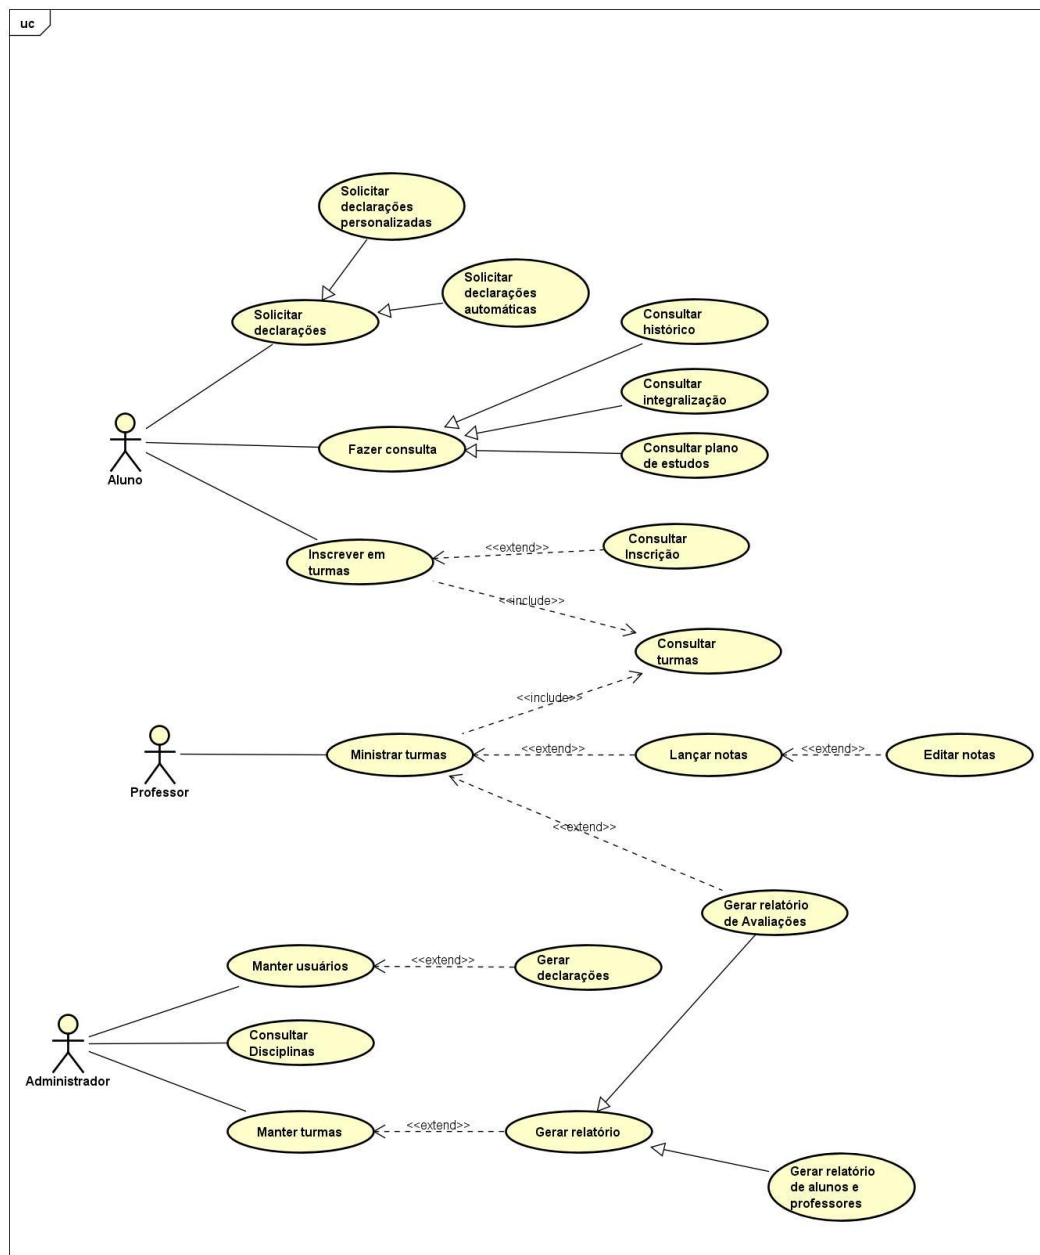 uc
Solicitar
declarações
personalizadas
Solicitar
declarações
automáticas
Solicitar
declarações
Consultar
histórico
Consultar
integralização
Fazer consulta
Consultar plano
de estudos
Aluno
Inscrever em
turmas
<<extend>>
Consultar
Inscrição
<<include>>
Consultar
turmas
<<include>>
Professor
Ministrar turmas
<<extend>>
Lançar notas
<<extend>>
Editar notas
<<extend>>
Gerar relatório
de Avaliações
Manter usuários
<<extend>>
Gerar
declarações
Consultar
Disciplinas
Administrador
Manter turmas
<<extend>>
Gerar relatório
Gerar relatório
de alunos e
professores